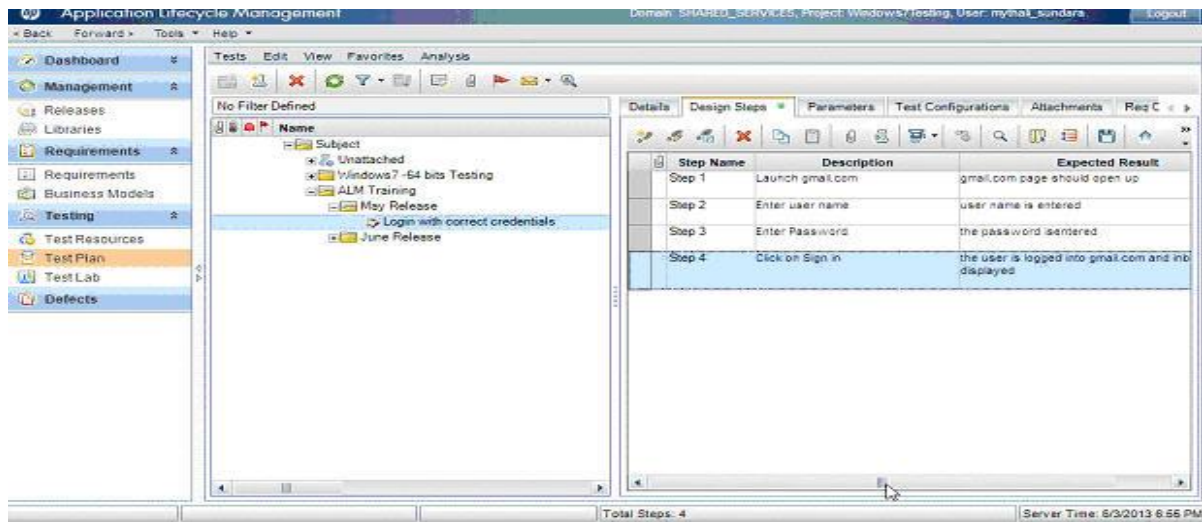 hp Application Lifecycle Management
Domain: SHARED_SERVICES, Project: Windows7Testing, User: mythili_sundara
Logout
< Back Forward > Tools Help
Dashboard
Management
Releases
Libraries
Requirements
Requirements
Business Models
Testing
Test Resources
Test Plan
Test Lab
Defects
Tests Edit View Favorites Analysis
No Filter Defined
Name
Subject
Unattached
Windows7 -64 bits Testing
ALM Training
May Release
Login with correct credentials
June Release
Details Design Steps Parameters Test Configurations Attachments Req C
Step Name Description Expected Result
Step 1 Launch gmail.com gmail.com page should open up
Step 2 Enter user name user name is entered
Step 3 Enter Password the password isentered
Step 4 Click on Sign in the user is logged into gmail.com and inb
displayed
Total Steps: 4
Server Time: 6/3/2013 6:55 PM